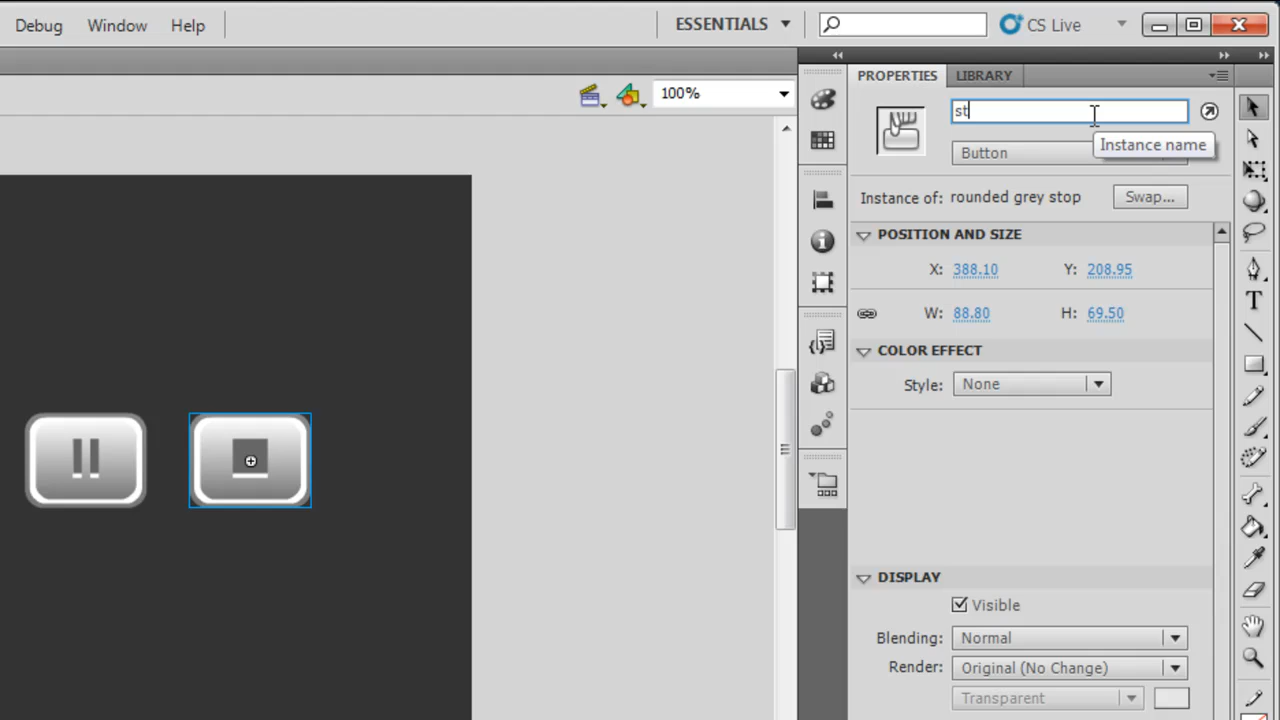 Debug Window Help ESSENTIALS CS Live
100%
PROPERTIES LIBRARY
st
Instance name
Button
Instance of: rounded grey stop Swap...
POSITION AND SIZE
X: 388.10 Y: 208.95
W: 88.80 H: 69.50
COLOR EFFECT
Style: None
DISPLAY
Visible
Blending: Normal
Render: Original (No Change)
Transparent